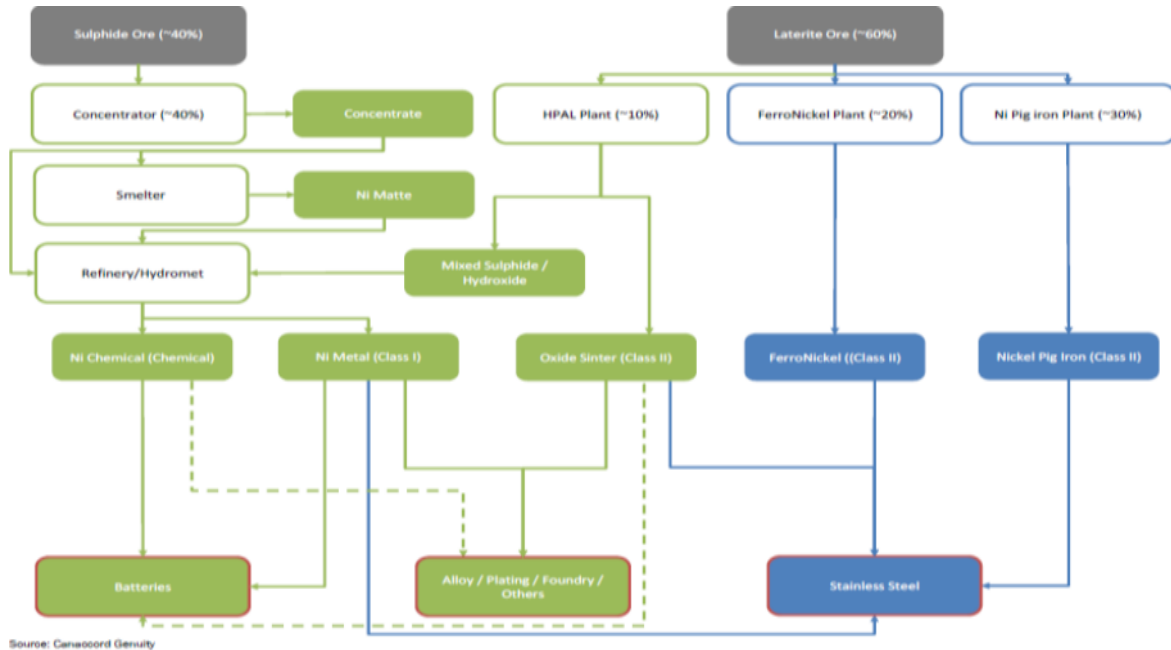 Sulphide Ore (~40%)
Laterite Ore (~60%)
Concentrator (~40%)
Concentrate
HPAL Plant (~10%)
FerroNickel Plant (~20%)
Ni Pig iron Plant (~30%)
Smelter
Ni Matte
Refinery/Hydromet
Mixed Sulphide /
Hydroxide
Ni Chemical (Chemical)
Ni Metal (Class I)
Oxide Sinter (Class II)
FerroNickel ((Class II)
Nickel Pig Iron (Class II)
Batteries
Alloy / Plating / Foundry /
Others
Stainless Steel
Source: Canaccord Genuity